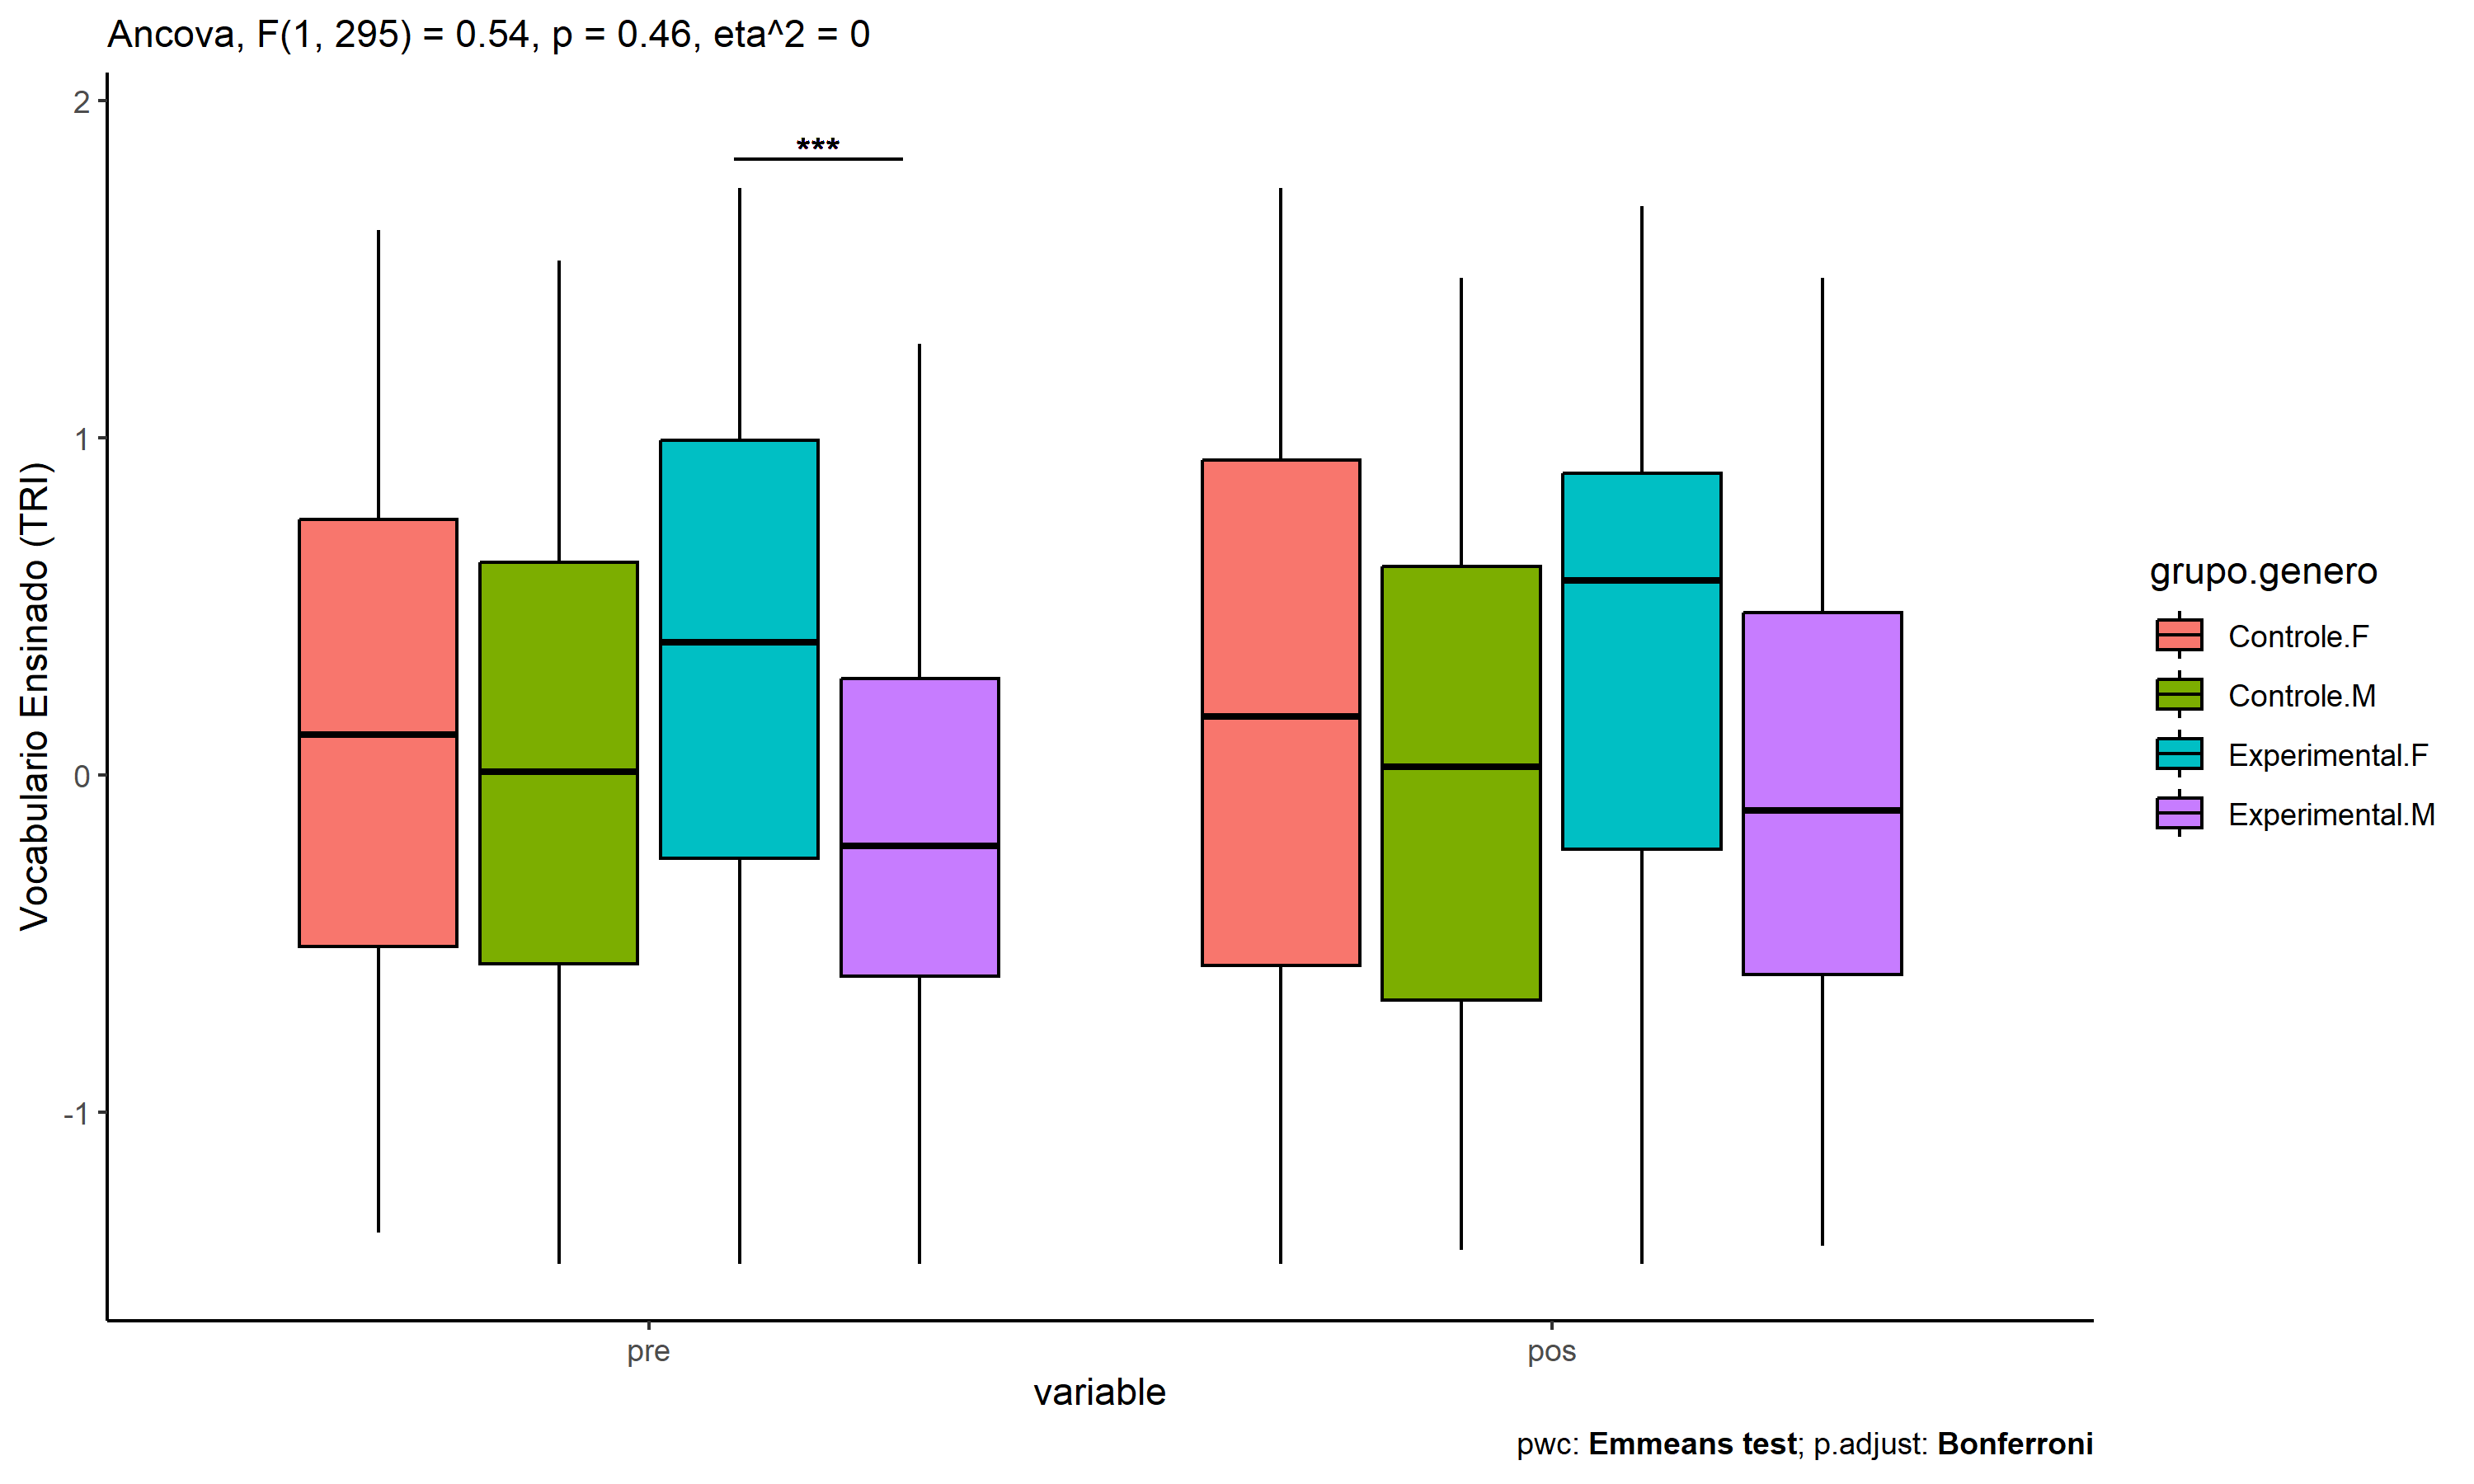 Ancova, F(1, 295) = 0.54, p = 0.46, eta^2 = 0
Vocabulario Ensinado (TRI)
2
1
0
-1
***
pre
pos
variable
grupo.genero
Controle.F
Controle.M
Experimental.F
Experimental.M
pwc: Emmeans test; p.adjust: Bonferroni